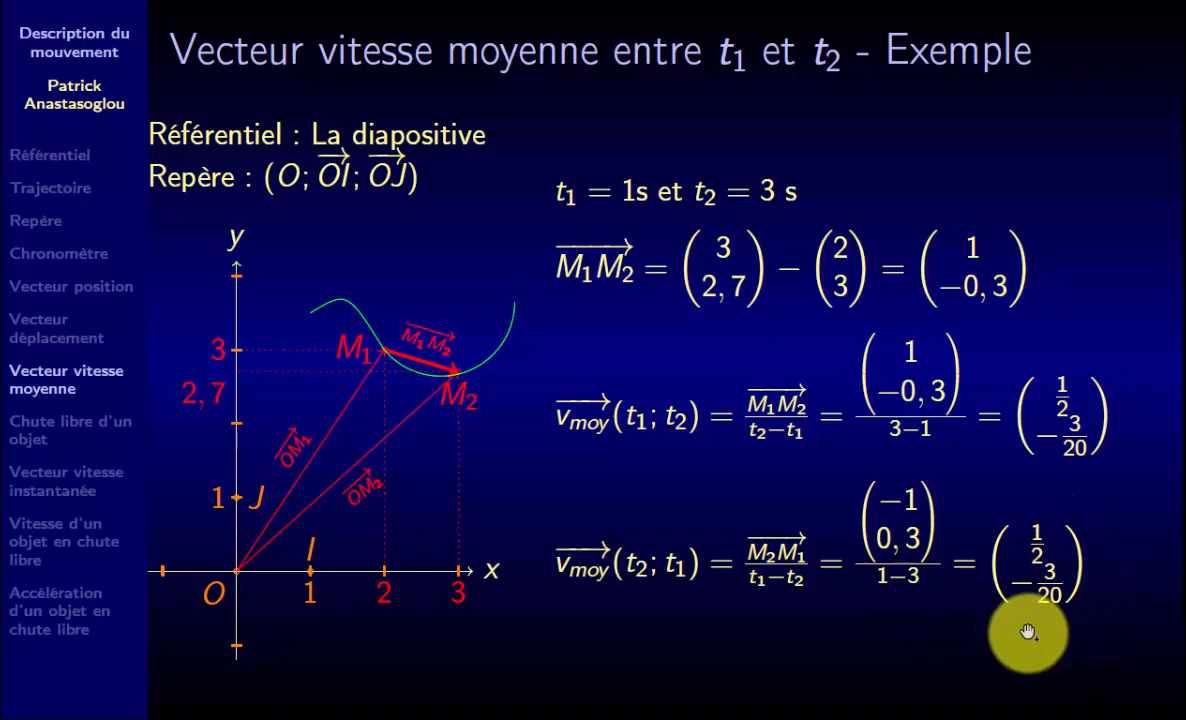 Description du
mouvement
Patrick
Anastasoglou
Référentiel
Trajectoire
Repère
Chronomètre
Vecteur position
Vecteur
déplacement
Vecteur vitesse
moyenne
Chute libre d'un
objet
Vecteur vitesse
instantanée
Vitesse d'un
objet en chute
libre
Accélération
d'un objet en
chute libre
Vecteur vitesse moyenne entre t₁ et t₂ - Exemple
Référentiel : La diapositive
Repère : (O; OI⃗; OJ⃗)
y
3
2,7
1
J
M₁
M₁M₂⃗
M₂
OM₁⃗
OM₂⃗
I
x
O
1
2
3
t₁ = 1s et t₂ = 3 s
M₁M₂⃗ = (3 2,7) − (2 3) = (1 −0,3)
v_moy⃗(t₁; t₂) = M₁M₂⃗/(t₂−t₁) = (1 −0,3)/(3−1) = (1/2 −3/20)
v_moy⃗(t₂; t₁) = M₂M₁⃗/(t₁−t₂) = (−1 0,3)/(1−3) = (1/2 −3/20)